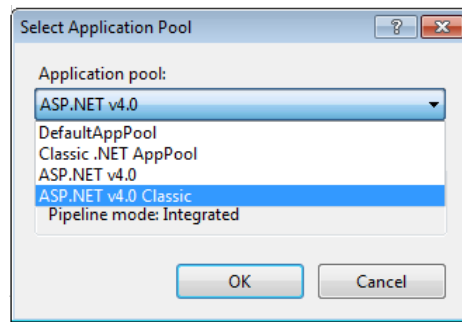 Select Application Pool
Application pool:
ASP.NET v4.0
DefaultAppPool
Classic .NET AppPool
ASP.NET v4.0
ASP.NET v4.0 Classic
Pipeline mode: Integrated
OK Cancel